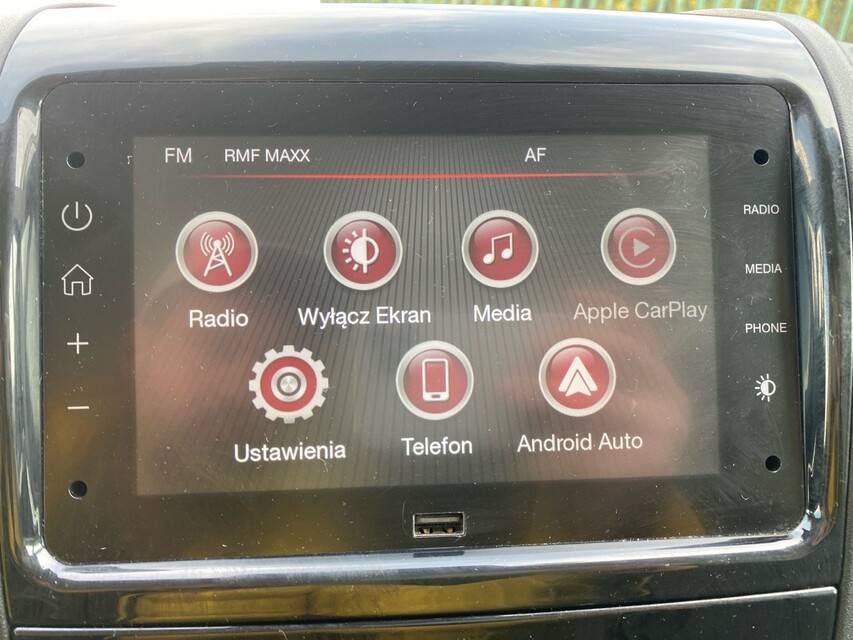 FM RMF MAXX AF
RADIO
Radio Wyłącz Ekran Media Apple CarPlay
MEDIA
PHONE
Ustawienia Telefon Android Auto